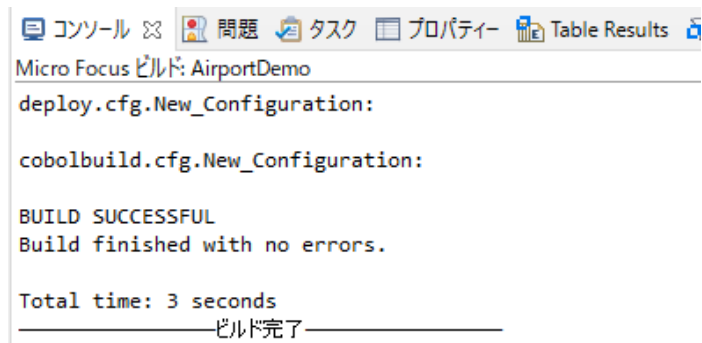 コンソール 問題 タスク プロパティー Table Results
Micro Focus ビルド: AirportDemo
deploy.cfg.New_Configuration:
cobolbuild.cfg.New_Configuration:
BUILD SUCCESSFUL
Build finished with no errors.
Total time: 3 seconds
ビルド完了